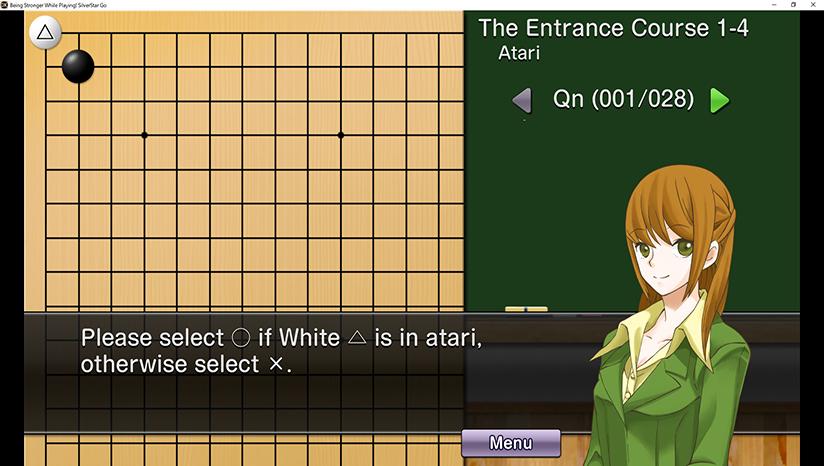 Being Stronger While Playing! SilverStar Go
The Entrance Course 1-4
Atari
Qn (001/028)
Please select ○ if White △ is in atari,
otherwise select ×.
Menu